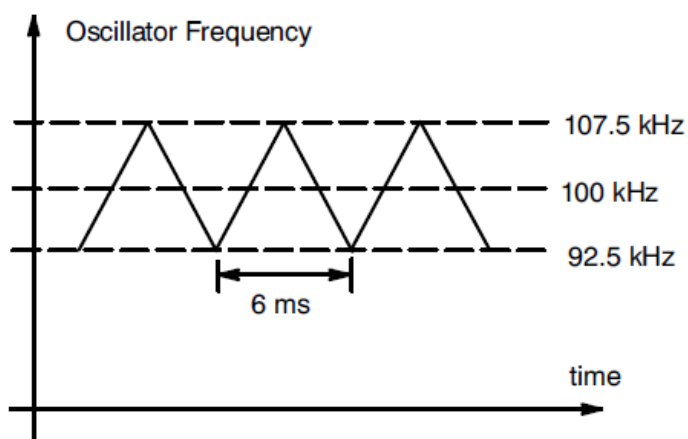 Oscillator Frequency
107.5 kHz
100 kHz
92.5 kHz
6 ms
time